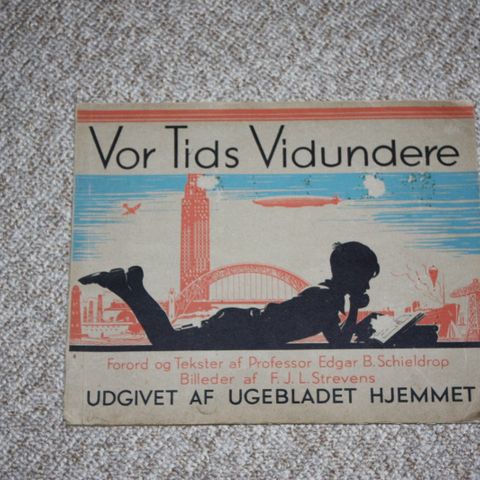 Vor Tids Vidundere
Forord og Tekster af Professor Edgar B. Schieldrop
Billeder af F. J. L. Strevens
UDGIVET AF UGEBLADET HJEMMET